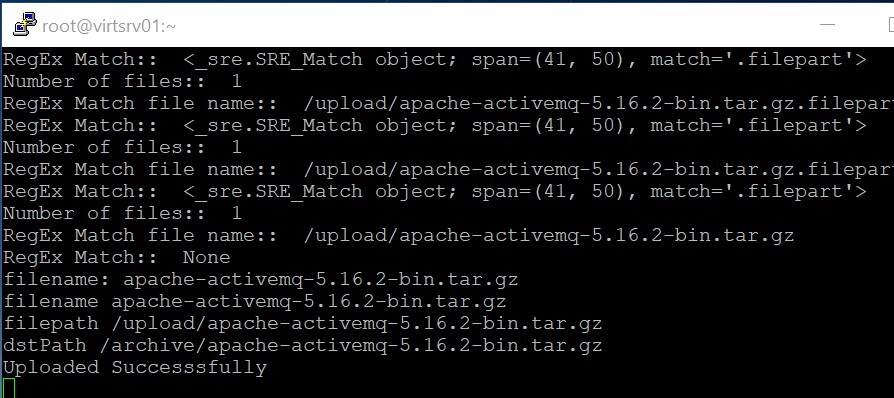 root@virtsrv01:~
RegEx Match::  <_sre.SRE_Match object; span=(41, 50), match='.filepart'>
Number of files::  1
RegEx Match file name::  /upload/apache-activemq-5.16.2-bin.tar.gz.filepar
RegEx Match::  <_sre.SRE_Match object; span=(41, 50), match='.filepart'>
Number of files::  1
RegEx Match file name::  /upload/apache-activemq-5.16.2-bin.tar.gz.filepar
RegEx Match::  <_sre.SRE_Match object; span=(41, 50), match='.filepart'>
Number of files::  1
RegEx Match file name::  /upload/apache-activemq-5.16.2-bin.tar.gz
RegEx Match::  None
filename: apache-activemq-5.16.2-bin.tar.gz
filename apache-activemq-5.16.2-bin.tar.gz
filepath /upload/apache-activemq-5.16.2-bin.tar.gz
dstPath /archive/apache-activemq-5.16.2-bin.tar.gz
Uploaded Successsfully